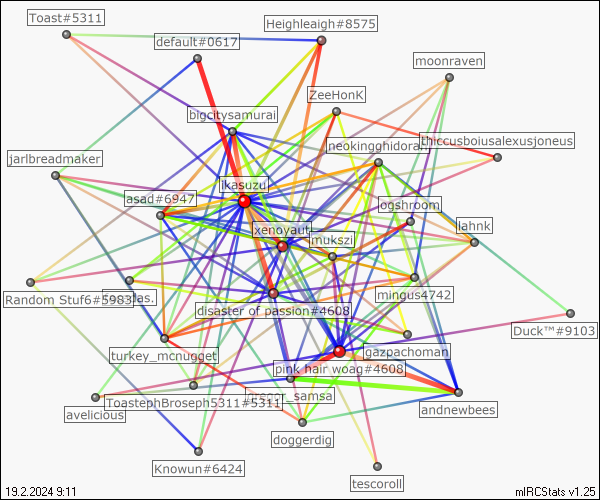 Toast#5311
Heighleaigh#8575
default#0617
moonraven
ZeeHonK
bigcitysamurai
thiccusboiusalexusjoneus
neokingghidorah
jarlbreadmaker
ikasuzu
asad#6947
ogshroom
lahnk
xenoyaut
mukszi
Random Stuf6#5983
mingus4742
disaster of passion#4608
Duck™#9103
turkey_mcnugget
gazpachoman
pink hair woag#4608
ToastephBroseph5311#5311
gregor_samsa
avelicious
andnewbees
doggerdig
Knowun#6424
tescoroll
19.2.2024 9:11
mIRCStats v1.25